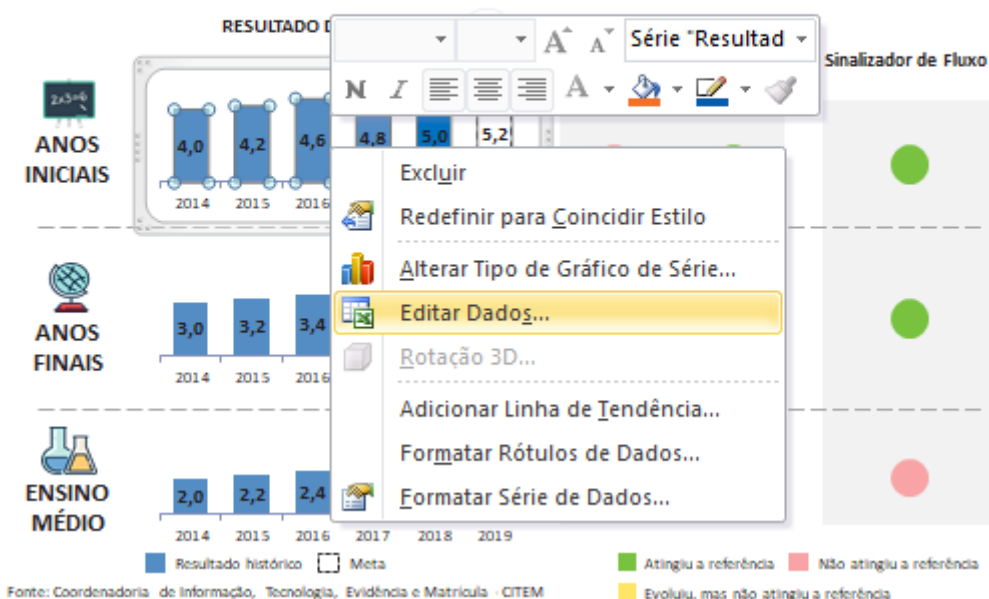 RESULTADO D
Série "Resultad
Sinalizador de Fluxo
N I A
2x3=6
ANOS
INICIAIS
4,0 4,2 4,6 4,8 5,0 5,2
2014 2015 2016
Excluir
Redefinir para Coincidir Estilo
Alterar Tipo de Gráfico de Série...
Editar Dados...
Rotação 3D...
Adicionar Linha de Tendência...
Formatar Rótulos de Dados...
Formatar Série de Dados...
ANOS
FINAIS
3,0 3,2 3,4
2014 2015 2016
ENSINO
MÉDIO
2,0 2,2 2,4
2014 2015 2016 2017 2018 2019
Resultado histórico Meta
Atingiu a referência Não atingiu a referência
Evoluiu, mas não atingiu a referência
Fonte: Coordenadoria de Informação, Tecnologia, Evidência e Matrícula - CITEM